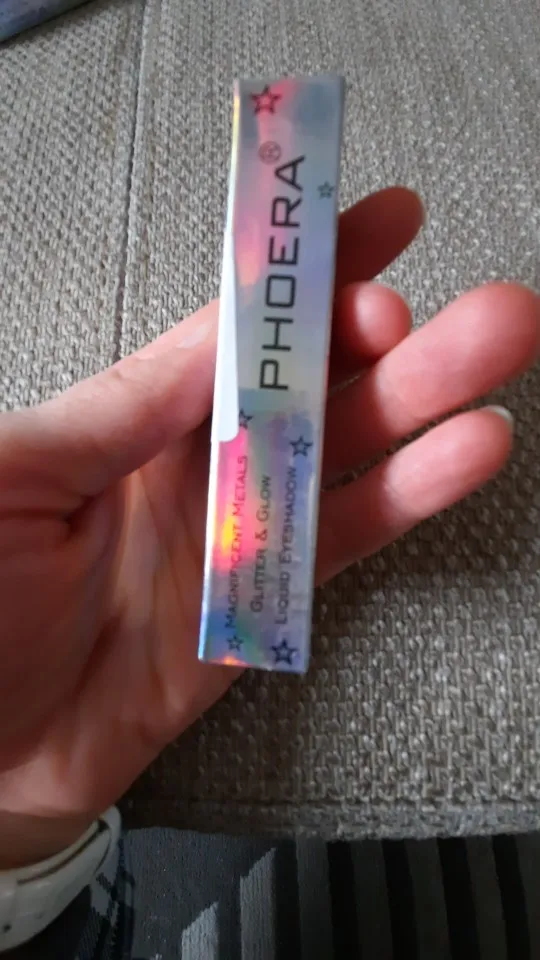 PHOERA®
MAGNIFICENT METALS
GLITTER & GLOW
LIQUID EYESHADOW